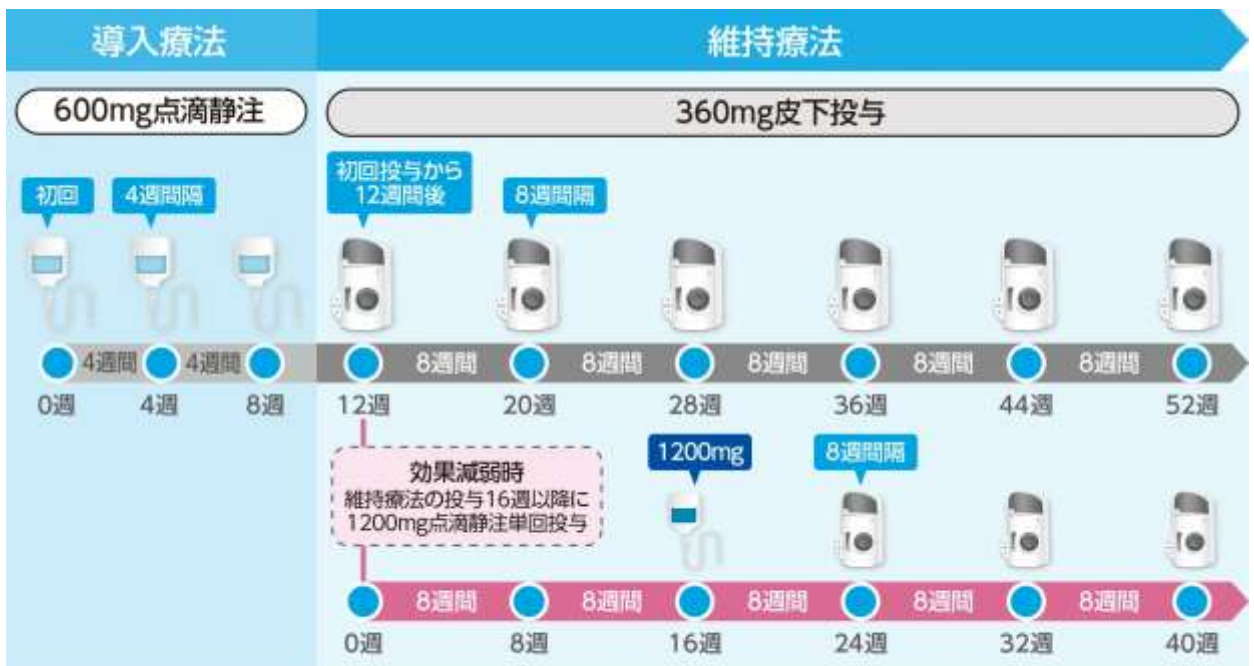 導入療法
維持療法
600mg点滴静注
360mg皮下投与
初回
4週間隔
初回投与から
12週間後
8週間隔
4週間 4週間 8週間 8週間 8週間 8週間 8週間
0週 4週 8週 12週 20週 28週 36週 44週 52週
効果減弱時
維持療法の投与16週以降に
1200mg点滴静注単回投与
1200mg
8週間隔
8週間 8週間 8週間 8週間 8週間
0週 8週 16週 24週 32週 40週